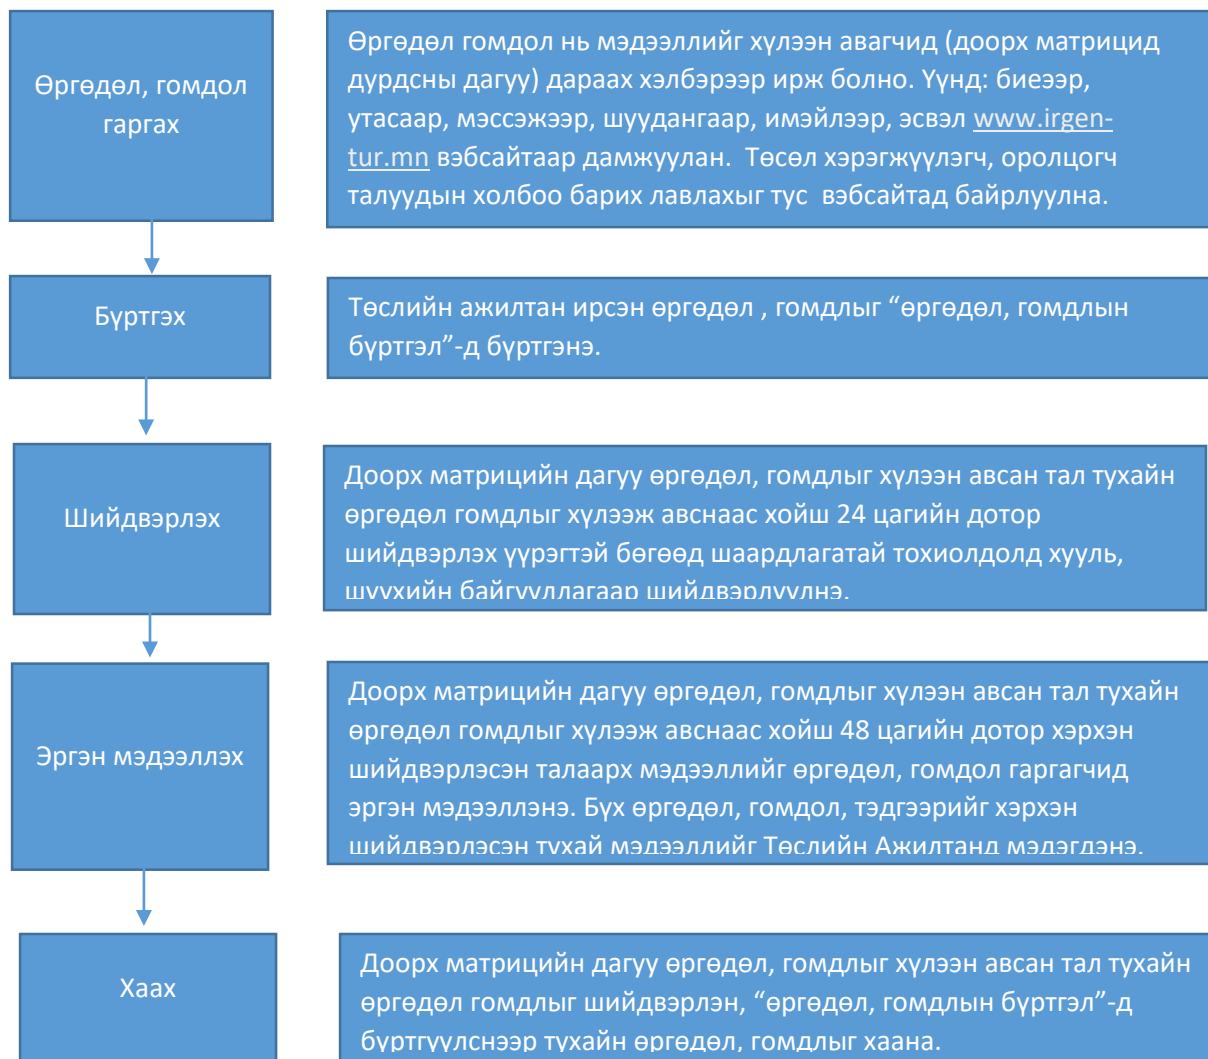 Өргөдөл, гомдол
гаргах
Өргөдөл гомдол нь мэдээллийг хүлээн авагчид (доорх матрицид
дурдсны дагуу) дараах хэлбэрээр ирж болно. Үүнд: биеээр,
утасаар, мэссэжээр, шуудангаар, имэйлээр, эсвэл www.irgen-
tur.mn вэбсайтаар дамжуулан. Төсөл хэрэгжүүлэгч, оролцогч
талуудын холбоо барих лавлахыг тус вэбсайтад байрлуулна.
Бүртгэх
Төслийн ажилтан ирсэн өргөдөл , гомдлыг “өргөдөл, гомдлын
бүртгэл”-д бүртгэнэ.
Шийдвэрлэх
Доорх матрицийн дагуу өргөдөл, гомдлыг хүлээн авсан тал тухайн
өргөдөл гомдлыг хүлээж авснаас хойш 24 цагийн дотор
шийдвэрлэх үүрэгтэй бөгөөд шаардлагатай тохиолдолд хууль,
шүүхийн байгууллагаар шийдвэрлүүлнэ.
Эргэн мэдээллэх
Доорх матрицийн дагуу өргөдөл, гомдлыг хүлээн авсан тал тухайн
өргөдөл гомдлыг хүлээж авснаас хойш 48 цагийн дотор хэрхэн
шийдвэрлэсэн талаарх мэдээллийг өргөдөл, гомдол гаргагчид
эргэн мэдээллэнэ. Бүх өргөдөл, гомдол, тэдгээрийг хэрхэн
шийдвэрлэсэн тухай мэдээллийг Төслийн Ажилтанд мэдэгдэнэ.
Хаах
Доорх матрицийн дагуу өргөдөл, гомдлыг хүлээн авсан тал тухайн
өргөдөл гомдлыг шийдвэрлэн, “өргөдөл, гомдлын бүртгэл”-д
бүртгүүлснээр тухайн өргөдөл, гомдлыг хаана.